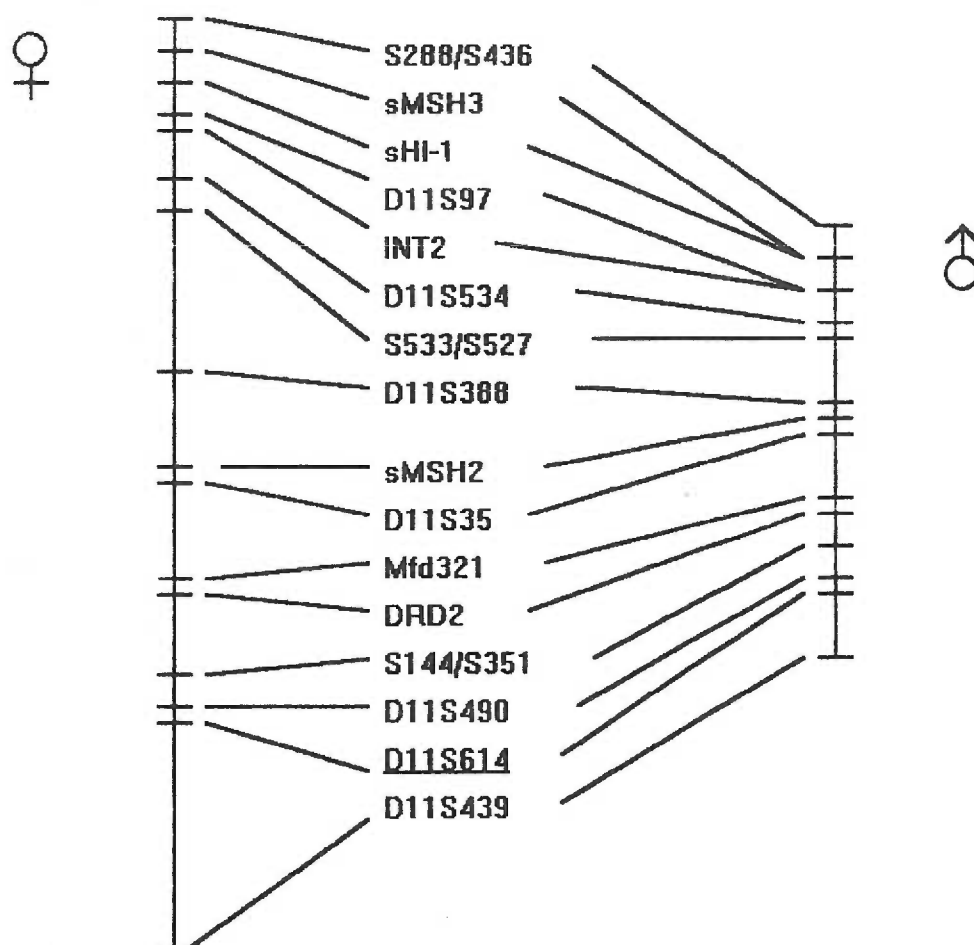 S288/S436
sMSH3
sHI-1
D11S97
INT2
D11S534
S533/S527
D11S388
sMSH2
D11S35
Mfd321
DRD2
S144/S351
D11S490
D11S614
D11S439